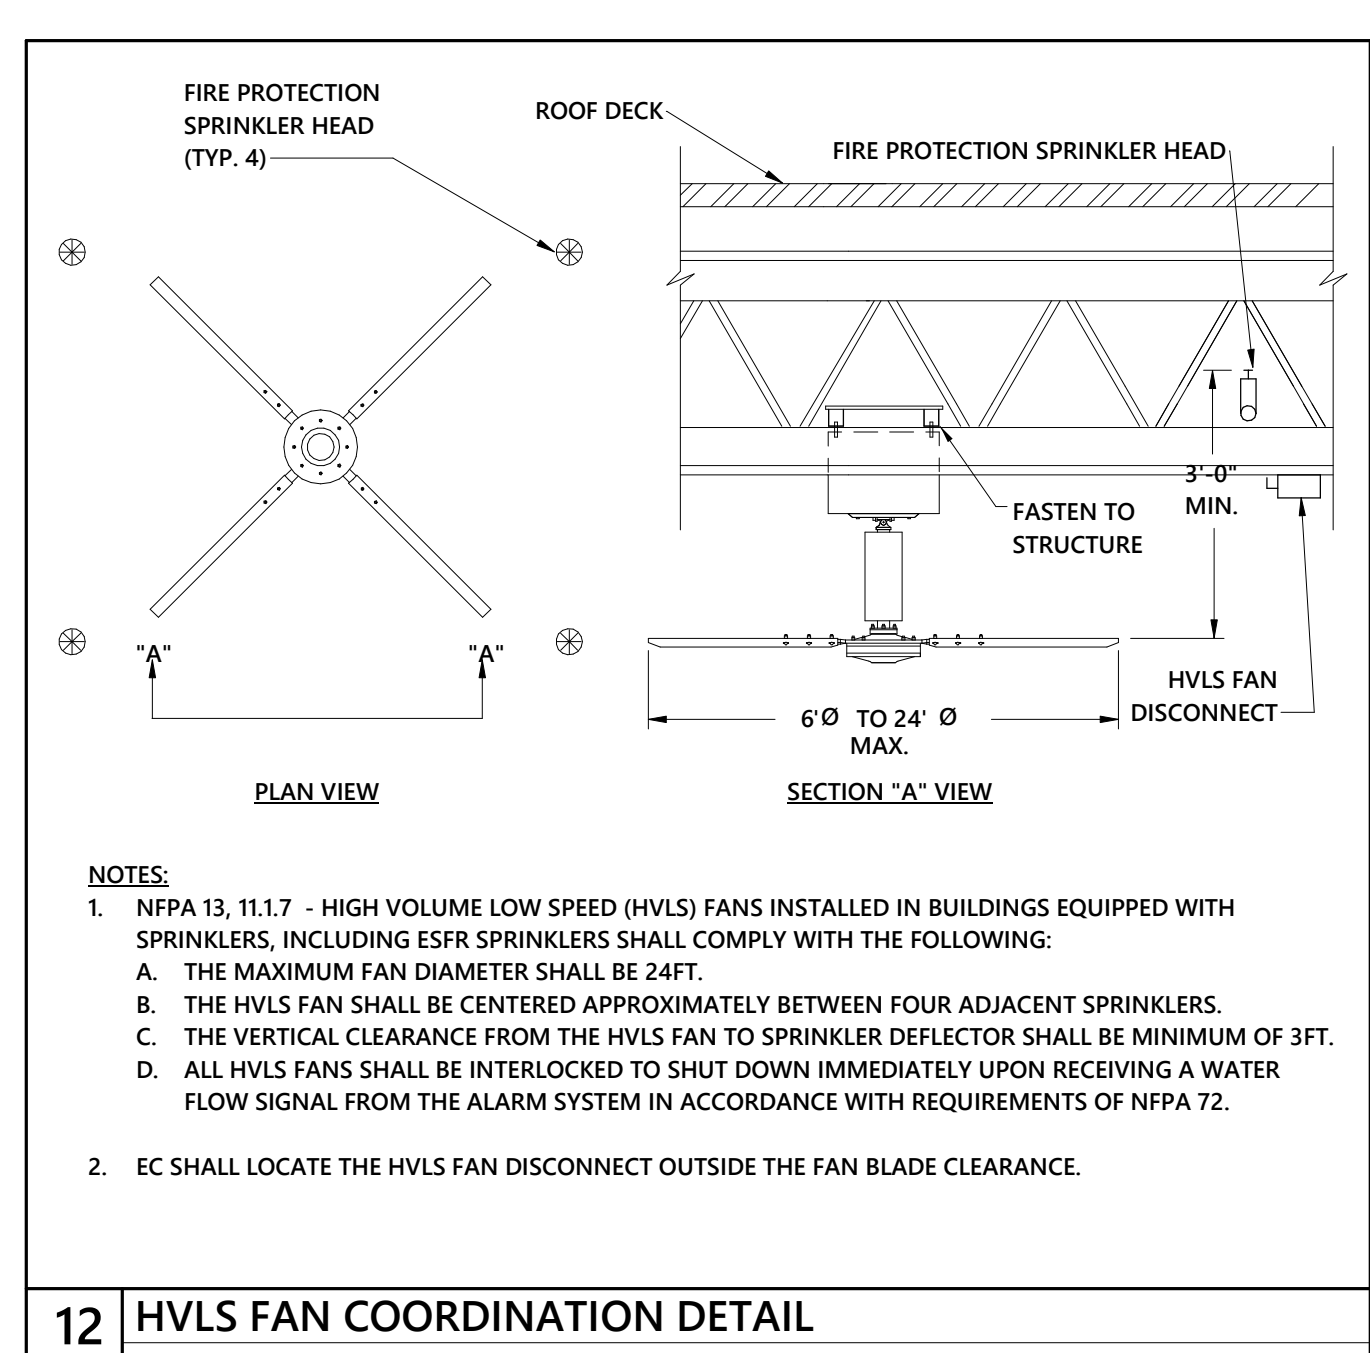 FIRE PROTECTION
SPRINKLER HEAD
(TYP. 4)
ROOF DECK
FIRE PROTECTION SPRINKLER HEAD
3'-0"
MIN.
FASTEN TO
STRUCTURE
"A" "A"
HVLS FAN
DISCONNECT
6'Ø TO 24' Ø
MAX.
PLAN VIEW
SECTION "A" VIEW
NOTES:
1. NFPA 13, 11.1.7 - HIGH VOLUME LOW SPEED (HVLS) FANS INSTALLED IN BUILDINGS EQUIPPED WITH
SPRINKLERS, INCLUDING ESFR SPRINKLERS SHALL COMPLY WITH THE FOLLOWING:
A. THE MAXIMUM FAN DIAMETER SHALL BE 24FT.
B. THE HVLS FAN SHALL BE CENTERED APPROXIMATELY BETWEEN FOUR ADJACENT SPRINKLERS.
C. THE VERTICAL CLEARANCE FROM THE HVLS FAN TO SPRINKLER DEFLECTOR SHALL BE MINIMUM OF 3FT.
D. ALL HVLS FANS SHALL BE INTERLOCKED TO SHUT DOWN IMMEDIATELY UPON RECEIVING A WATER
FLOW SIGNAL FROM THE ALARM SYSTEM IN ACCORDANCE WITH REQUIREMENTS OF NFPA 72.
2. EC SHALL LOCATE THE HVLS FAN DISCONNECT OUTSIDE THE FAN BLADE CLEARANCE.
12 HVLS FAN COORDINATION DETAIL